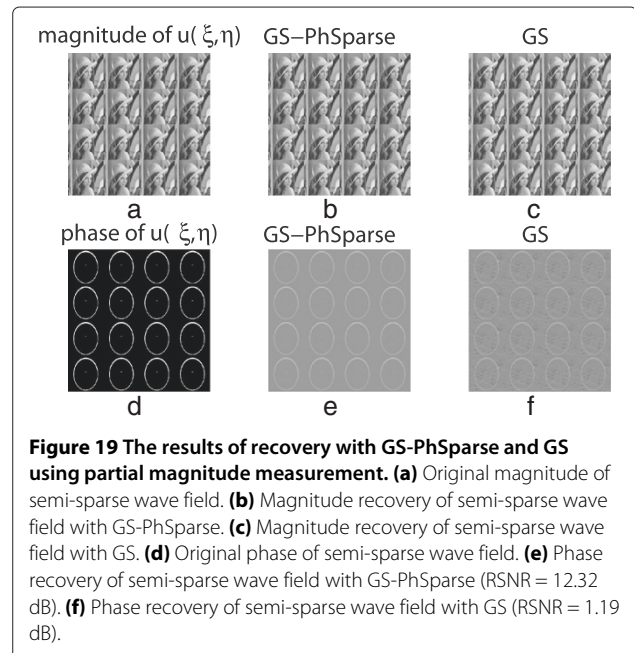 magnitude of u( ξ,η) GS−PhSparse GS
a b c
phase of u( ξ,η) GS−PhSparse GS
d e f
Figure 19 The results of recovery with GS-PhSparse and GS
using partial magnitude measurement. (a) Original magnitude of
semi-sparse wave field. (b) Magnitude recovery of semi-sparse wave
field with GS-PhSparse. (c) Magnitude recovery of semi-sparse wave
field with GS. (d) Original phase of semi-sparse wave field. (e) Phase
recovery of semi-sparse wave field with GS-PhSparse (RSNR = 12.32
dB). (f) Phase recovery of semi-sparse wave field with GS (RSNR = 1.19
dB).